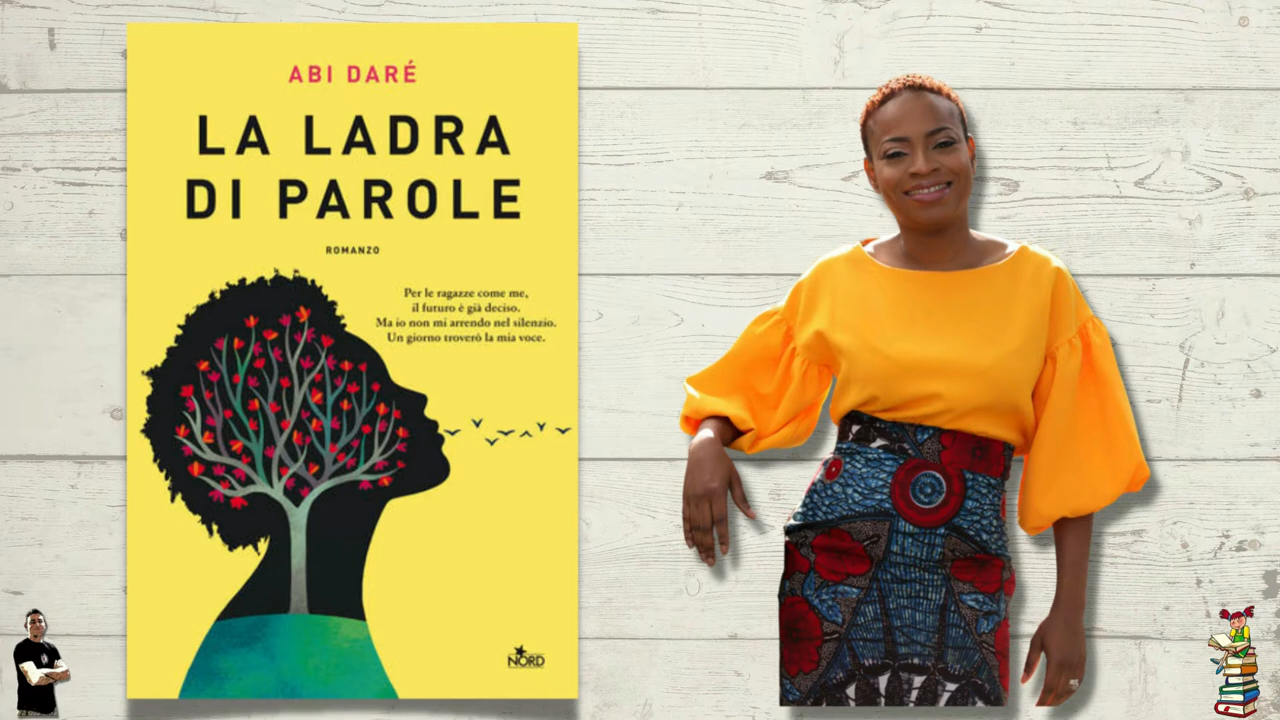 ABI DARÉ
LA LADRA
DI PAROLE
ROMANZO
Per le ragazze come me,
il futuro è già deciso.
Ma io non mi arrendo nel silenzio.
Un giorno troverò la mia voce.
NORD